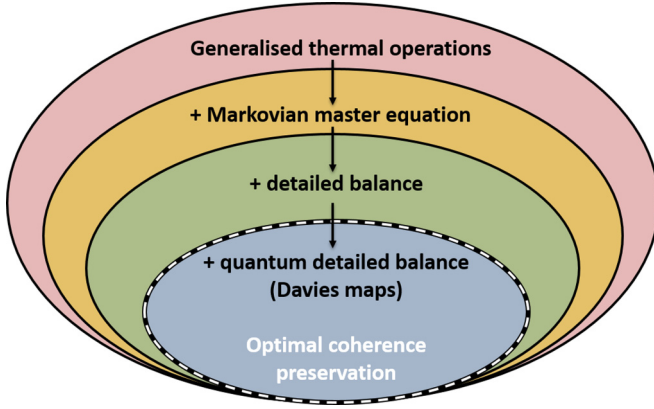 Generalised thermal operations
+ Markovian master equation
+ detailed balance
+ quantum detailed balance
(Davies maps)
Optimal coherence
preservation